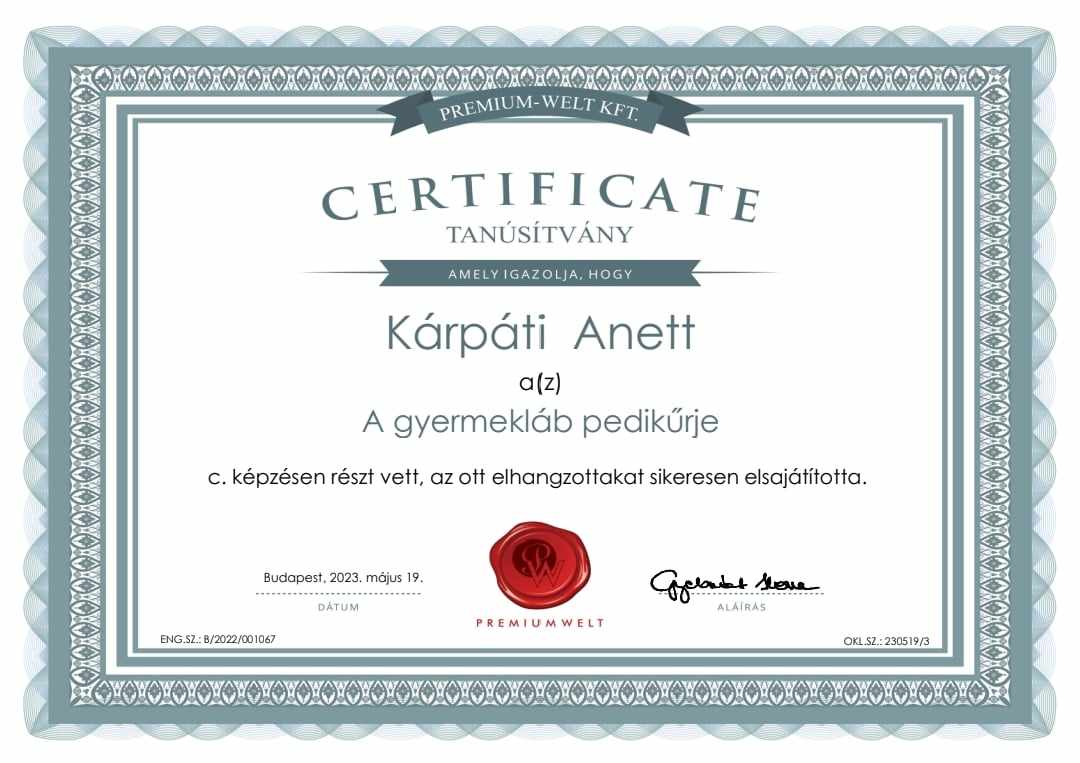 PREMIUM-WELT KFT.
CERTIFICATE
TANÚSÍTVÁNY
AMELY IGAZOLJA, HOGY
Kárpáti Anett
a(z)
A gyermekláb pedikűrje
c. képzésen részt vett, az ott elhangzottakat sikeresen elsajátította.
PW
Budapest, 2023. május 19.
DÁTUM
ALÁÍRÁS
PREMIUMWELT
ENG.SZ.: B/2022/001067
OKL.SZ.: 230519/3